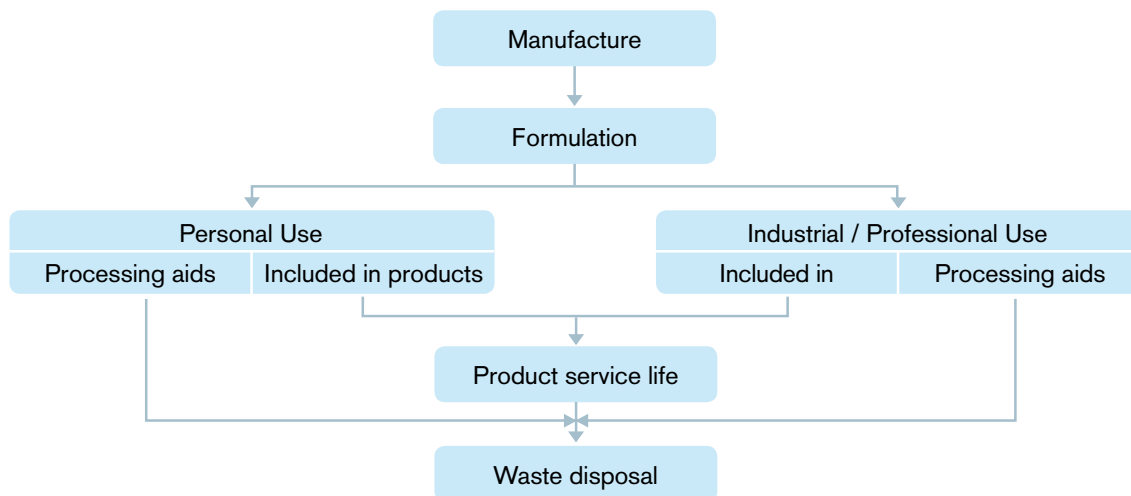 Manufacture
Formulation
Personal Use
Industrial / Professional Use
Processing aids
Included in products
Included in
Processing aids
Product service life
Waste disposal